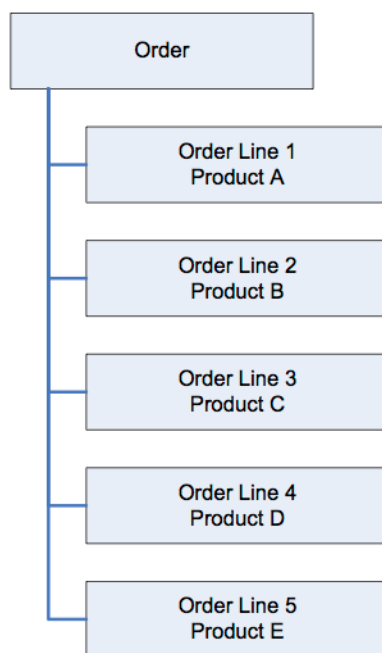 Order
Order Line 1
Product A
Order Line 2
Product B
Order Line 3
Product C
Order Line 4
Product D
Order Line 5
Product E